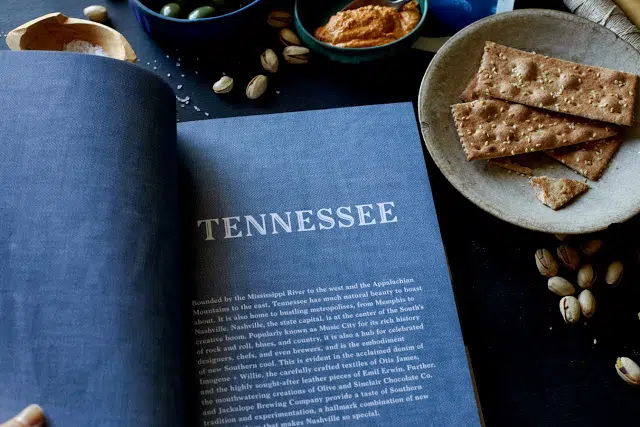 TENNESSEE
Bounded by the Mississippi River to the west and the Appalachian
Mountains to the east, Tennessee has much natural beauty to boast
about. It is also home to bustling metropolises, from Memphis to
Nashville. Nashville, the state capital, is at the center of the South's
creative boom. Popularly known as Music City for its rich history
of rock and roll, blues, and country, it is also a hub for celebrated
designers, chefs, and even brewers, and is the embodiment
of new Southern cool. This is evident in the acclaimed denim of
Imogene + Willie, the carefully crafted textiles of Otis James,
and the highly sought-after leather pieces of Emil Erwin. Further,
the mouthwatering creations of Olive and Sinclair Chocolate Co.
and Jackalope Brewing Company provide a taste of Southern
tradition and experimentation, a hallmark combination of new
that makes Nashville so special.